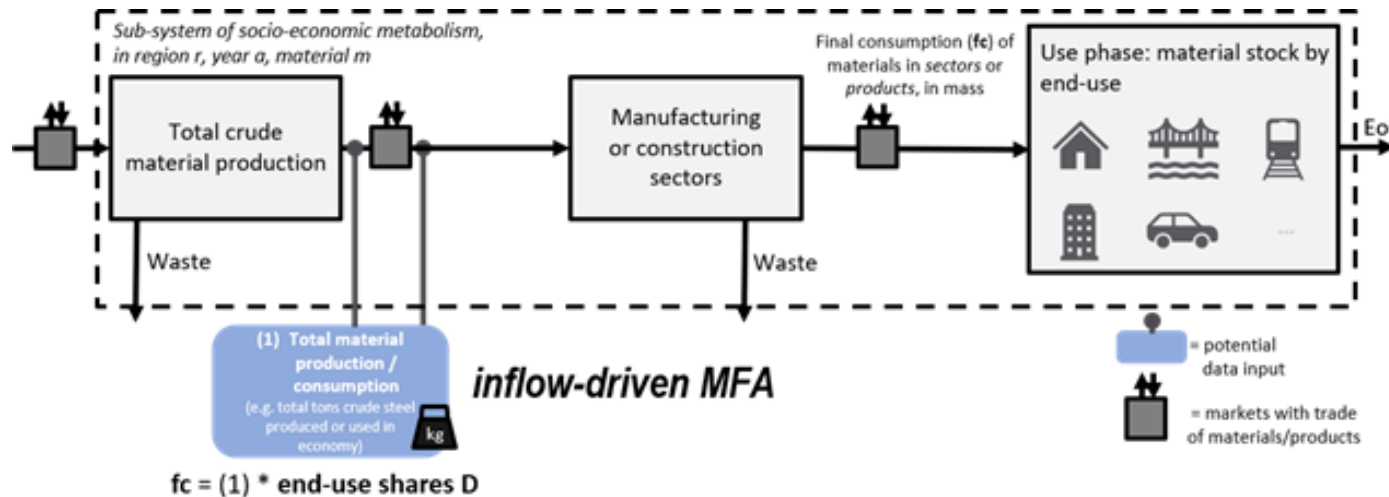 Sub-system of socio-economic metabolism,
in region r, year a, material m
Total crude
material production
Waste
Manufacturing
or construction
sectors
Waste
Final consumption (fc) of
materials in sectors or
products, in mass
Use phase: material stock by
end-use
...
Eo
(1) Total material
production /
consumption
(e.g. total tons crude steel
produced or used in
economy)
kg
inflow-driven MFA
= potential
data input
= markets with trade
of materials/products
fc = (1) * end-use shares D